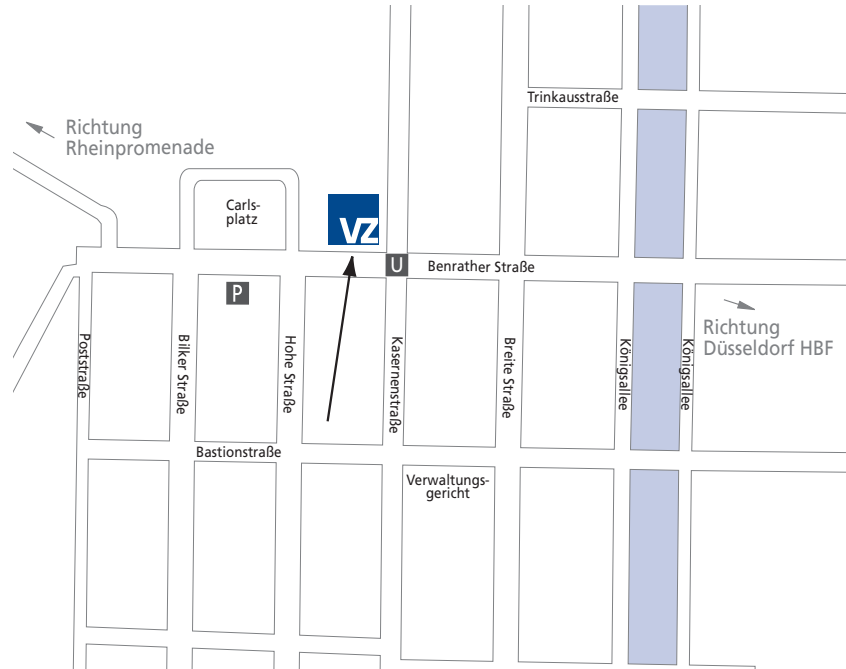 Trinkausstraße
Richtung
Rheinpromenade
Carls-
platz
VZ
U
Benrather Straße
P
Richtung
Düsseldorf HBF
Poststraße
Bilker Straße
Hohe Straße
Kasernenstraße
Breite Straße
Königsallee
Königsallee
Bastionstraße
Verwaltungs-
gericht